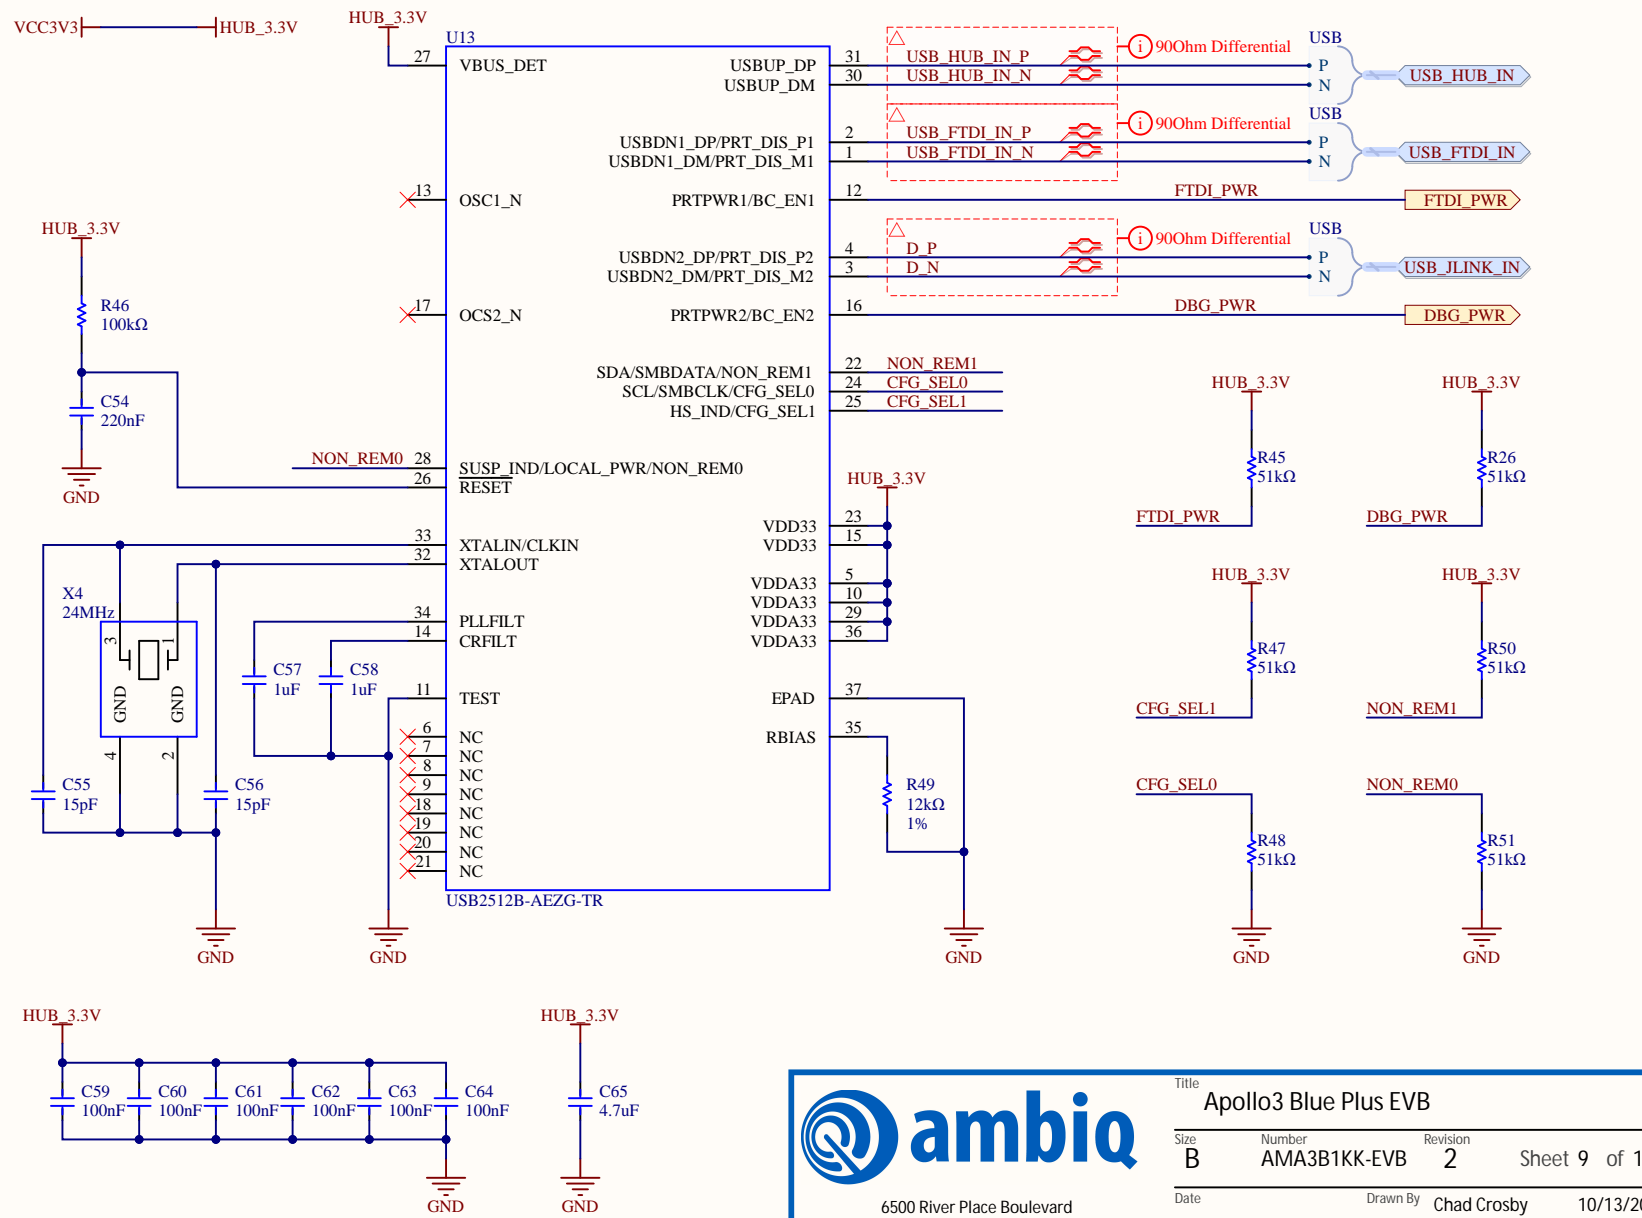 VCC3V3
HUB_3.3V
HUB_3.3V
U13
27
VBUS_DET
13
OSC1_N
17
OCS2_N
NON_REM0
28
SUSP_IND/LOCAL_PWR/NON_REM0
26
RESET
33
XTALIN/CLKIN
32
XTALOUT
34
PLLFILT
14
CRFILT
11
TEST
6
NC
7
NC
8
NC
9
NC
18
NC
19
NC
20
NC
21
NC
USB2512B-AEZG-TR
USBUP_DP
31
USB_HUB_IN_P
USBUP_DM
30
USB_HUB_IN_N
i 90Ohm Differential
USB
P
N
USB_HUB_IN
USBDN1_DP/PRT_DIS_P1
2
USB_FTDI_IN_P
USBDN1_DM/PRT_DIS_M1
1
USB_FTDI_IN_N
i 90Ohm Differential
USB
P
N
USB_FTDI_IN
PRTPWR1/BC_EN1
12
FTDI_PWR
FTDI_PWR
USBDN2_DP/PRT_DIS_P2
4
D_P
USBDN2_DM/PRT_DIS_M2
3
D_N
i 90Ohm Differential
USB
P
N
USB_JLINK_IN
PRTPWR2/BC_EN2
16
DBG_PWR
DBG_PWR
SDA/SMBDATA/NON_REM1
22
NON_REM1
SCL/SMBCLK/CFG_SEL0
24
CFG_SEL0
HS_IND/CFG_SEL1
25
CFG_SEL1
HUB_3.3V
VDD33
23
VDD33
15
VDDA33
5
VDDA33
10
VDDA33
29
VDDA33
36
EPAD
37
RBIAS
35
R49
12kΩ
1%
GND
HUB_3.3V
R46
100kΩ
C54
220nF
GND
X4
24MHz
3
1
GND
GND
4
2
C55
15pF
C56
15pF
GND
C57
1uF
C58
1uF
GND
HUB_3.3V
R45
51kΩ
FTDI_PWR
HUB_3.3V
R26
51kΩ
DBG_PWR
HUB_3.3V
R47
51kΩ
CFG_SEL1
HUB_3.3V
R50
51kΩ
NON_REM1
CFG_SEL0
R48
51kΩ
GND
NON_REM0
R51
51kΩ
GND
HUB_3.3V
C59
100nF
C60
100nF
C61
100nF
C62
100nF
C63
100nF
C64
100nF
GND
HUB_3.3V
C65
4.7uF
GND
ambiq
6500 River Place Boulevard
Title
Apollo3 Blue Plus EVB
Size
B
Number
AMA3B1KK-EVB
Revision
2
Sheet 9 of 1
Date
Drawn By Chad Crosby
10/13/20